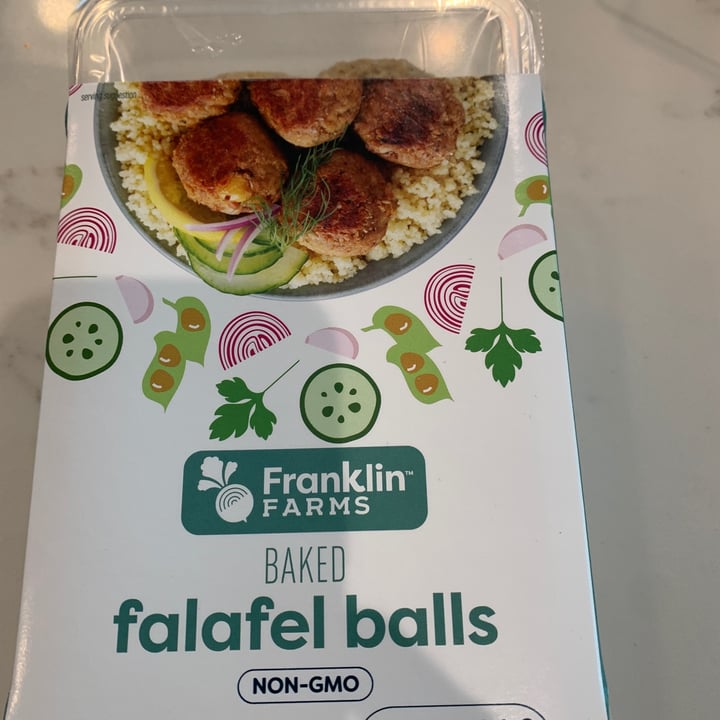 serving suggestion
Franklin™
FARMS
BAKED
falafel balls
NON-GMO